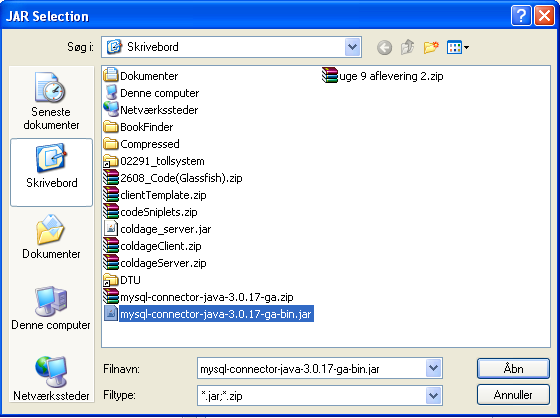 JAR Selection
Søg i:
Skrivebord
Seneste
dokumenter
Skrivebord
Dokumenter
Denne computer
Netværkssteder
Dokumenter
Denne computer
Netværkssteder
BookFinder
Compressed
02291_tollsystem
2608_Code(Glassfish).zip
clientTemplate.zip
codeSniplets.zip
coldage_server.jar
coldageClient.zip
coldageServer.zip
DTU
mysql-connector-java-3.0.17-ga.zip
mysql-connector-java-3.0.17-ga-bin.jar
uge 9 aflevering 2.zip
Filnavn:
mysql-connector-java-3.0.17-ga-bin.jar
Åbn
Filtype:
*.jar;*.zip
Annuller